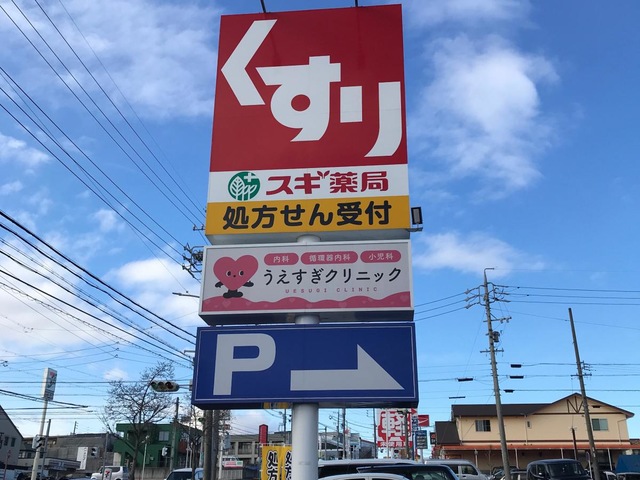 くすり
スギ薬局
処方せん受付
内科 循環器内科 小児科
うえすぎクリニック
UESUGI CLINIC
P
軽